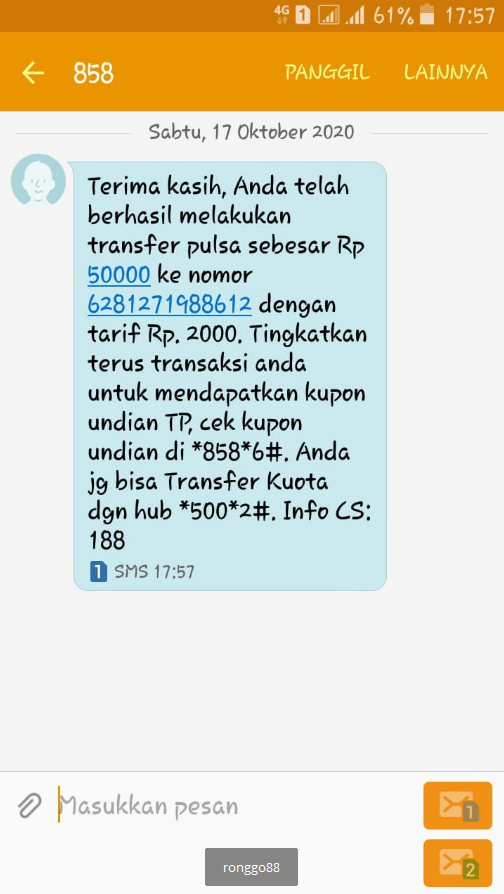 4G 1 61% 17:57
858 PANGGIL LAINNYA
Sabtu, 17 Oktober 2020
Terima kasih, Anda telah
berhasil melakukan
transfer pulsa sebesar Rp
50000 ke nomor
6281271988612 dengan
tarif Rp. 2000. Tingkatkan
terus transaksi anda
untuk mendapatkan kupon
undian TP, cek kupon
undian di *858*6#. Anda
jg bisa Transfer Kuota
dgn hub *500*2#. Info CS:
188
1 SMS 17:57
Masukkan pesan
1
2
ronggo88